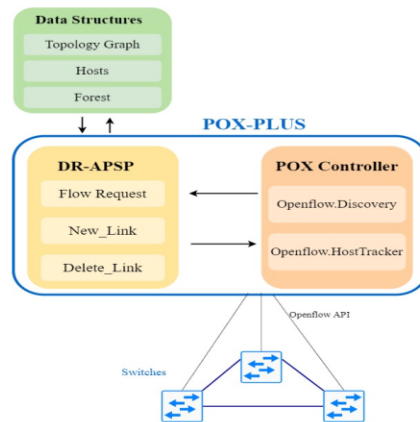 Data Structures
Topology Graph
Hosts
Forest
POX-PLUS
DR-APSP
Flow Request
New_Link
Delete_Link
POX Controller
Openflow.Discovery
Openflow.HostTracker
Openflow API
Switches